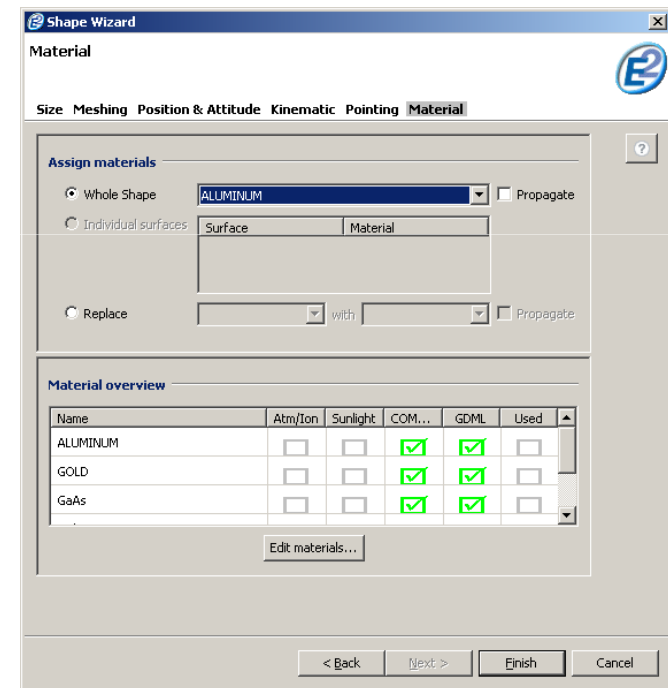 Shape Wizard
Material
Size Meshing Position & Attitude Kinematic Pointing Material
?
Assign materials
Whole Shape ALUMINUM Propagate
Individual surfaces Surface Material
Replace with Propagate
Material overview
Name Atm/Ion Sunlight COM... GDML Used
ALUMINUM
GOLD
GaAs
Edit materials...
< Back Next > Finish Cancel